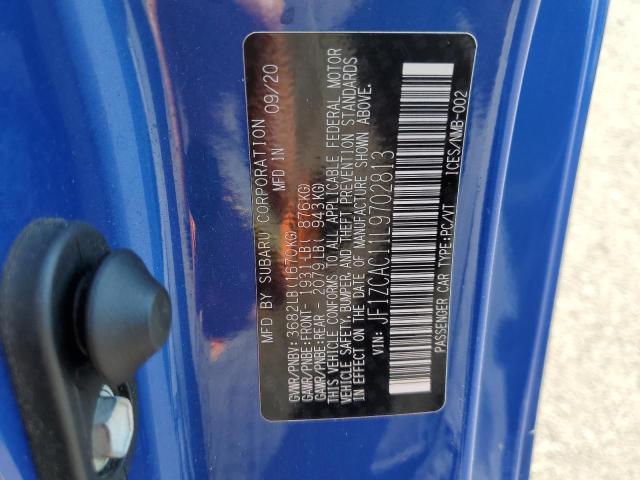 MFD BY SUBARU CORPORATION 09/20
GVWR/PNBV: 3682LB( 1670KG)
GAWR/PNBE:FRONT- 1931LB( 876KG)
GAWR/PNBE:REAR - 2079LB( 943KG)
THIS VEHICLE CONFORMS TO ALL APPLICABLE FEDERAL MOTOR
VEHICLE SAFETY,BUMPER, AND THEFT PREVENTION STANDARDS
IN EFFECT ON THE DATE OF MANUFACTURE SHOWN ABOVE.
VIN: JF1ZCAC11L9702813
PASSENGER CAR TYPE:PC/VT ICES/NMB-002